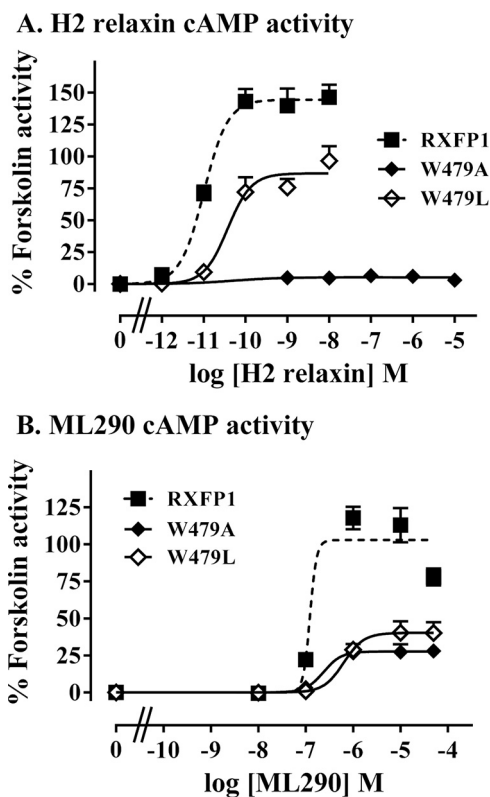 A. H2 relaxin cAMP activity
% Forskolin activity
150
125
100
75
50
25
0
RXFP1
W479A
W479L
0 -12 -11 -10 -9 -8 -7 -6 -5
log [H2 relaxin] M
B. ML290 cAMP activity
% Forskolin activity
125
100
75
50
25
0
RXFP1
W479A
W479L
0 -10 -9 -8 -7 -6 -5 -4
log [ML290] M